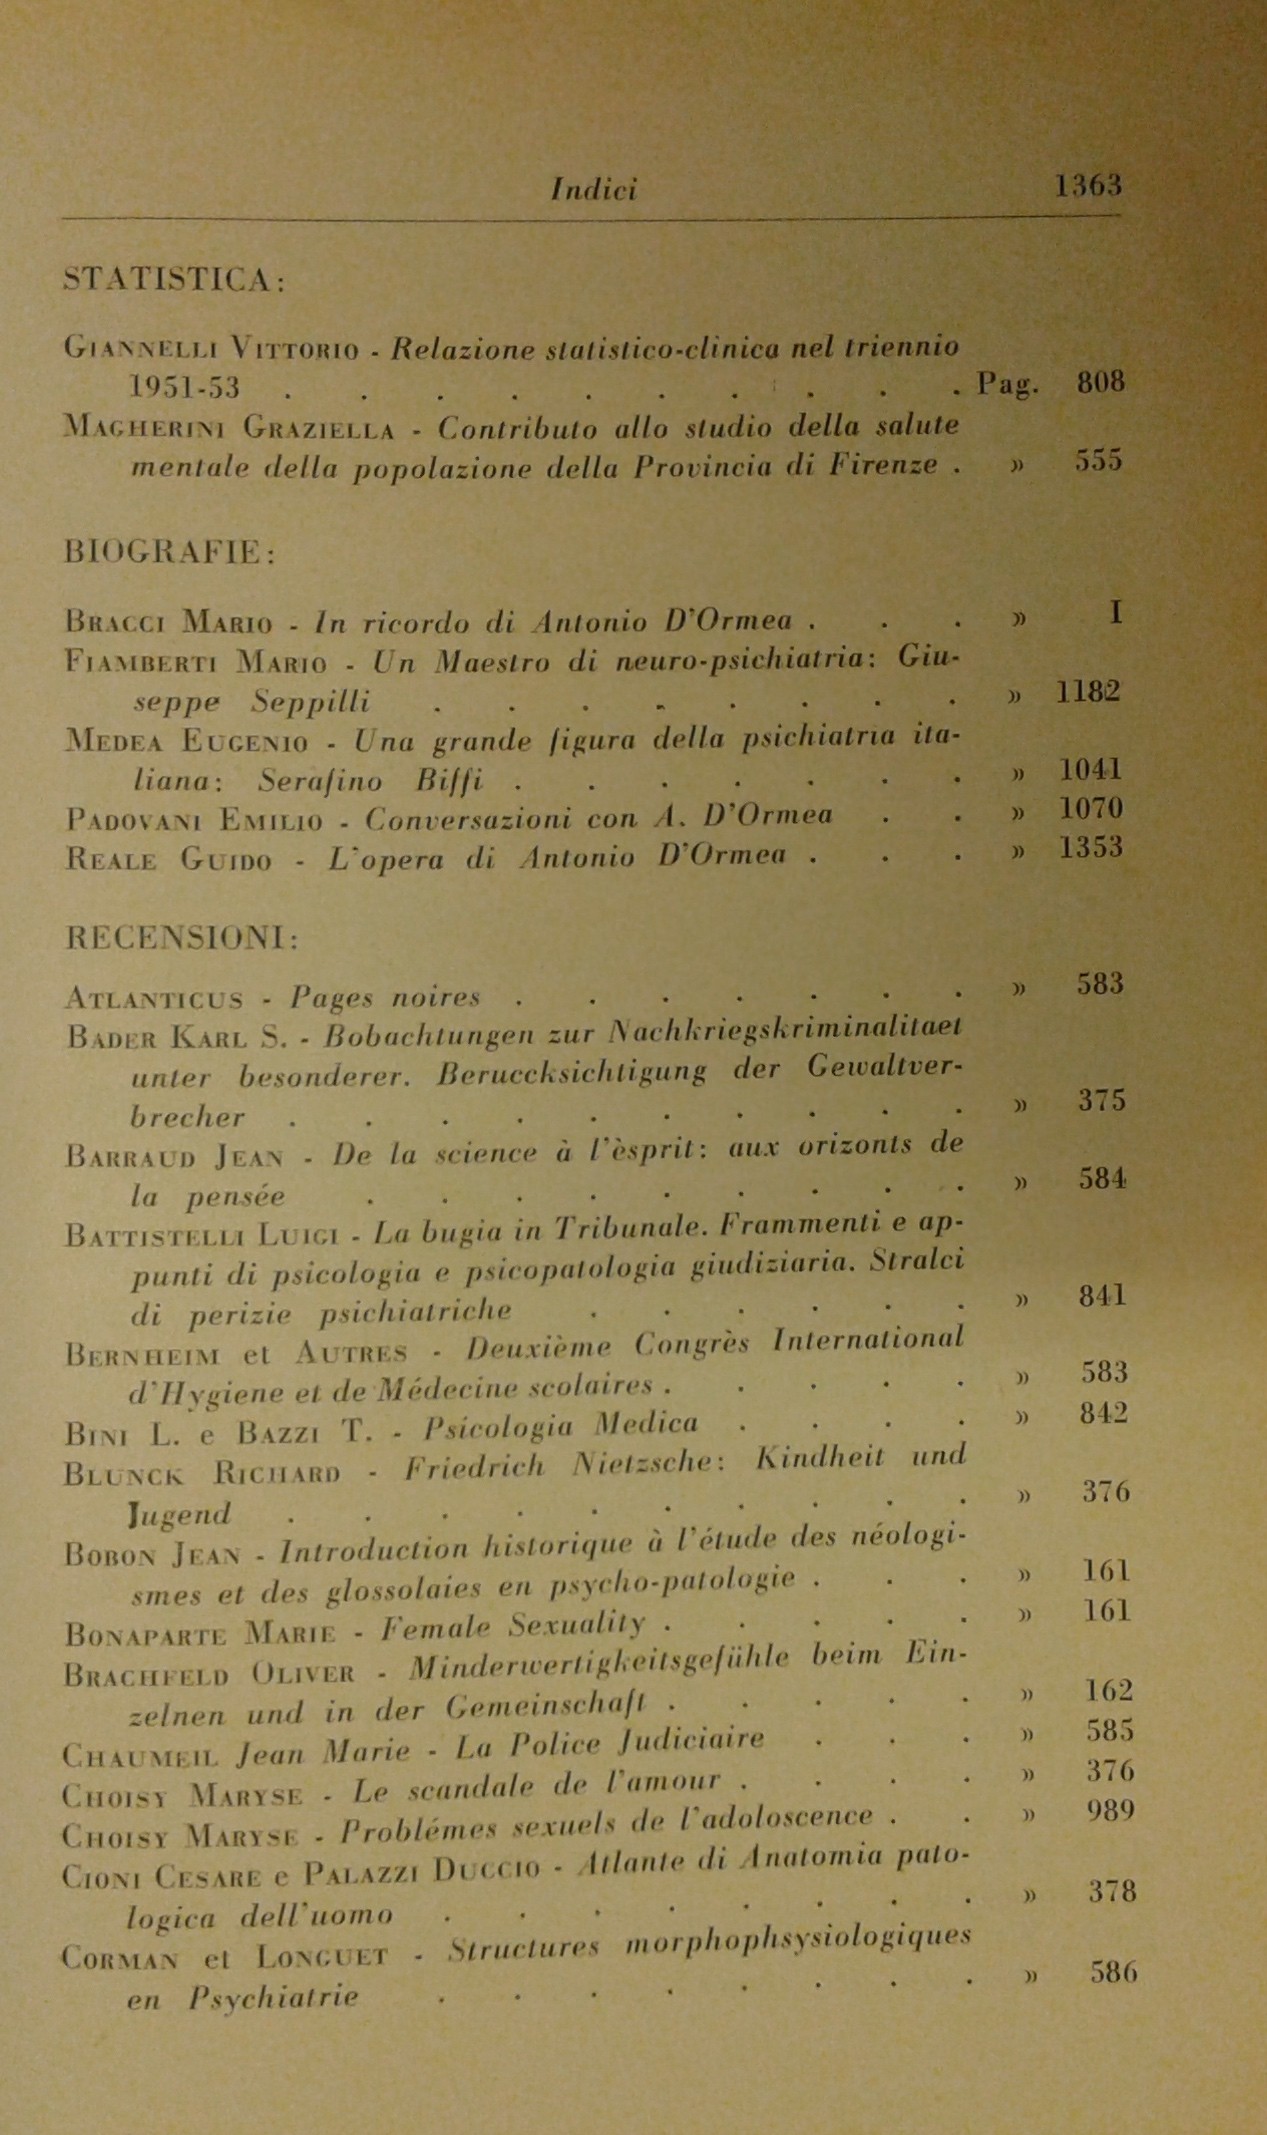 Indici 1363
STATISTICA:
GIANNELLI VITTORIO - Relazione statistico-clinica nel triennio
1951-53 . . . . . . . . . . Pag. 808
MAGHERINI GRAZIELLA - Contributo allo studio della salute
mentale della popolazione della Provincia di Firenze . » 555
BIOGRAFIE:
BRACCI MARIO - In ricordo di Antonio D'Ormea . . . » I
FIAMBERTI MARIO - Un Maestro di neuro-psichiatria: Giu-
seppe Seppilli . . . . . . . . » 1182
MEDEA EUGENIO - Una grande figura della psichiatria ita-
liana: Serafino Biffi . . . . . . . » 1041
PADOVANI EMILIO - Conversazioni con A. D'Ormea . . » 1070
REALE GUIDO - L'opera di Antonio D'Ormea . . . » 1353
RECENSIONI:
ATLANTICUS - Pages noires . . . . . . . » 583
BADER KARL S. - Bobachtungen zur Nachkriegskriminalitaet
unter besonderer. Beruccksichtigung der Gewaltver-
brecher . . . . . . . . . . » 375
BARRAUD JEAN - De la science à l'èsprit: aux orizonts de
la pensée . . . . . . . . . » 584
BATTISTELLI LUIGI - La bugia in Tribunale. Frammenti e ap-
punti di psicologia e psicopatologia giudiziaria. Stralci
di perizie psichiatriche . . . . . . » 841
BERNHEIM et AUTRES - Deuxième Congrès International
d'Hygiene et de Médecine scolaires . . . . . » 583
BINI L. e BAZZI T. - Psicologia Medica . . . . » 842
BLUNCK RICHARD - Friedrich Nietzsche: Kindheit und
Jugend . . . . . . . . . . » 376
BOBON JEAN - Introduction historique à l'étude des néologi-
smes et des glossolaies en psycho-patologie . . . » 161
BONAPARTE MARIE - Female Sexuality . . . . . » 161
BRACHFELD OLIVER - Minderwertigkeitsgefühle beim Ein-
zelnen und in der Gemeinschaft . . . . . » 162
CHAUMEIL Jean Marie - La Police Judiciaire . . . » 585
CHOISY MARYSE - Le scandale de l'amour . . . . » 376
CHOISY MARYSE - Problémes sexuels de l'adoloscence . . » 989
CIONI CESARE e PALAZZI DUCCIO - Atlante di Anatomia pato-
logica dell'uomo . . . . . . . . » 378
CORMAN et LONGUET - Structures morphophsysiologiques
en Psychiatrie . . . . . . . . » 586